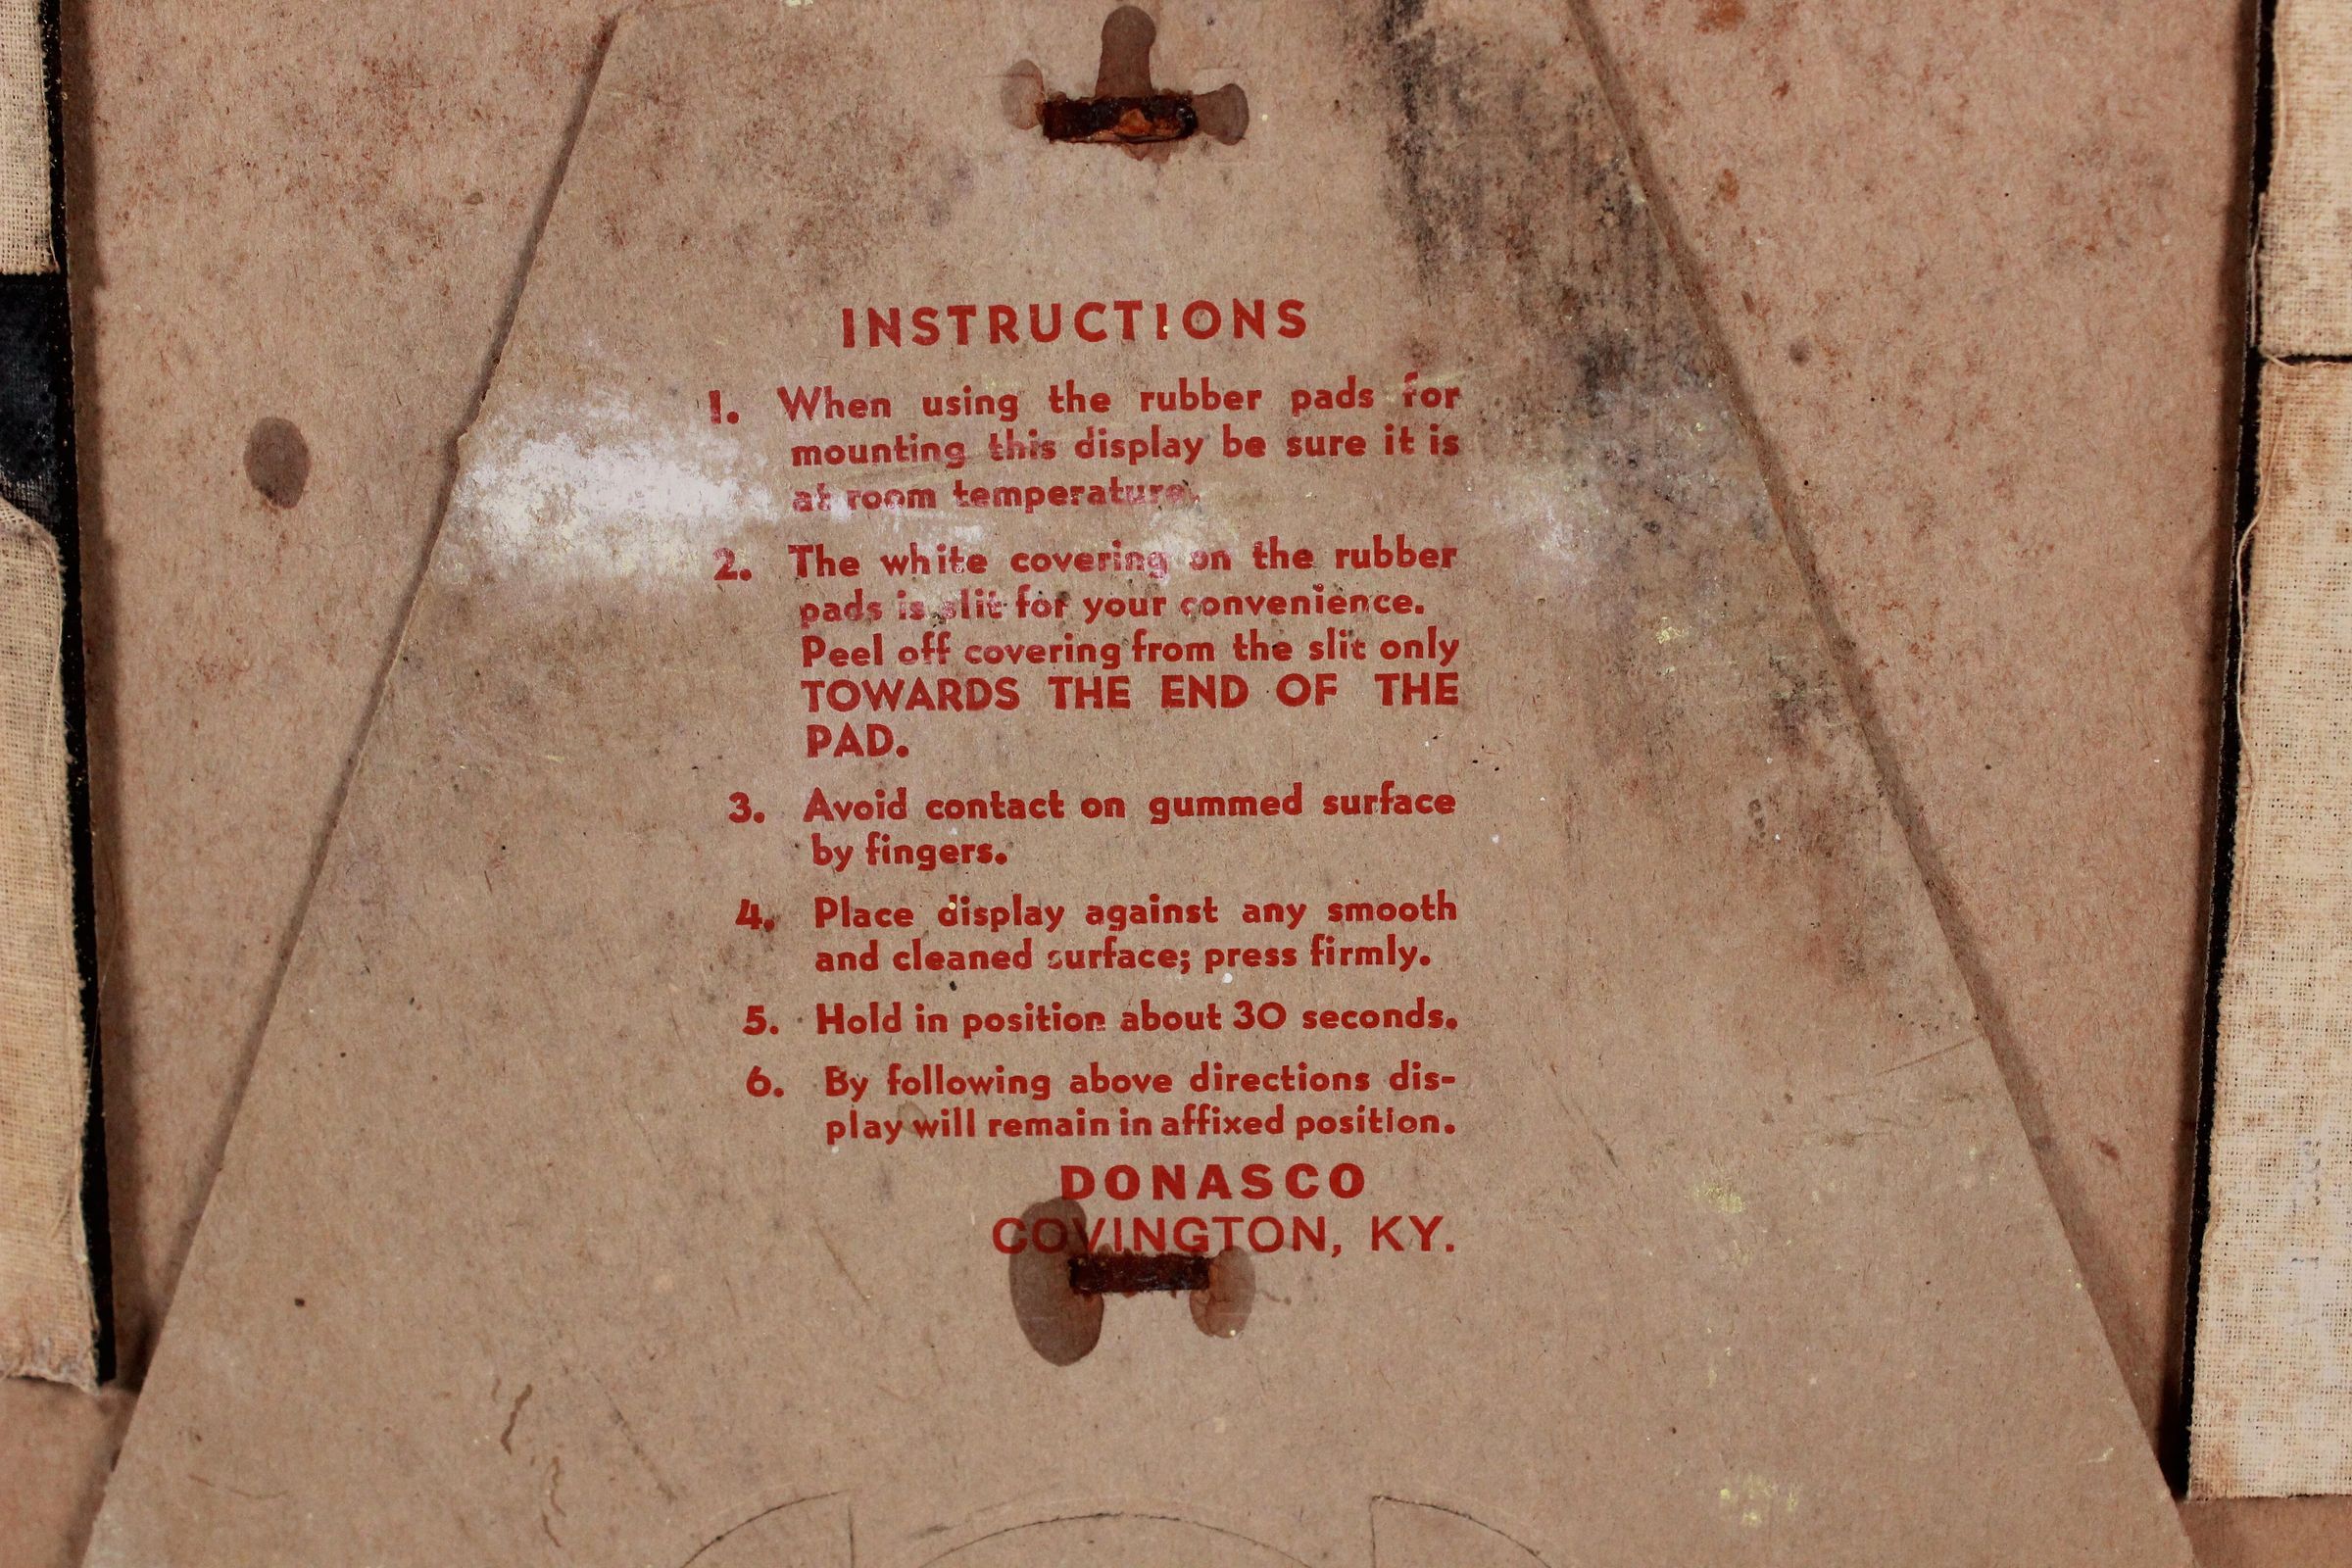 INSTRUCTIONS
1. When using the rubber pads for
mounting this display be sure it is
at room temperature.
2. The white covering on the rubber
pads is slit for your convenience.
Peel off covering from the slit only
TOWARDS THE END OF THE
PAD.
3. Avoid contact on gummed surface
by fingers.
4. Place display against any smooth
and cleaned surface; press firmly.
5. Hold in position about 30 seconds.
6. By following above directions dis-
play will remain in affixed position.
DONASCO
COVINGTON, KY.